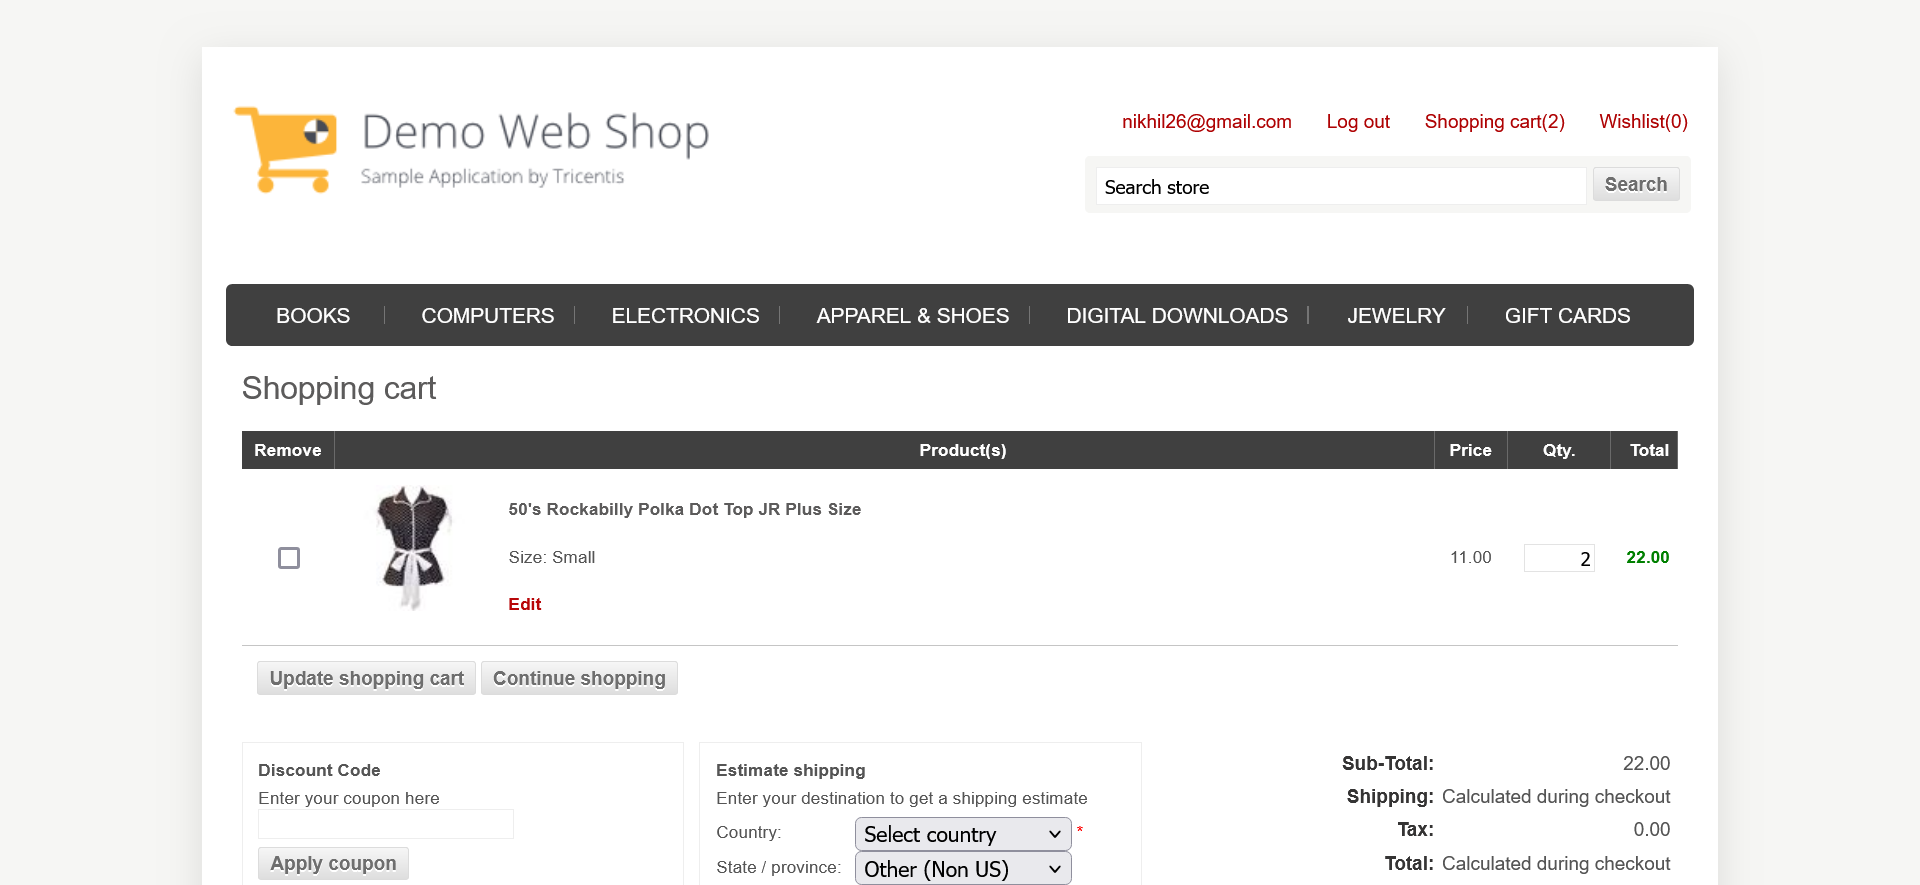 Demo Web Shop
Sample Application by Tricentis
nikhil26@gmail.com Log out Shopping cart(2) Wishlist(0)
Search store Search
BOOKS COMPUTERS ELECTRONICS APPAREL & SHOES DIGITAL DOWNLOADS JEWELRY GIFT CARDS
Shopping cart
Remove Product(s) Price Qty. Total
50's Rockabilly Polka Dot Top JR Plus Size
Size: Small 11.00 2 22.00
Edit
Update shopping cart Continue shopping
Discount Code
Enter your coupon here
Apply coupon
Estimate shipping
Enter your destination to get a shipping estimate
Country: Select country *
State / province: Other (Non US)
Sub-Total: 22.00
Shipping: Calculated during checkout
Tax: 0.00
Total: Calculated during checkout